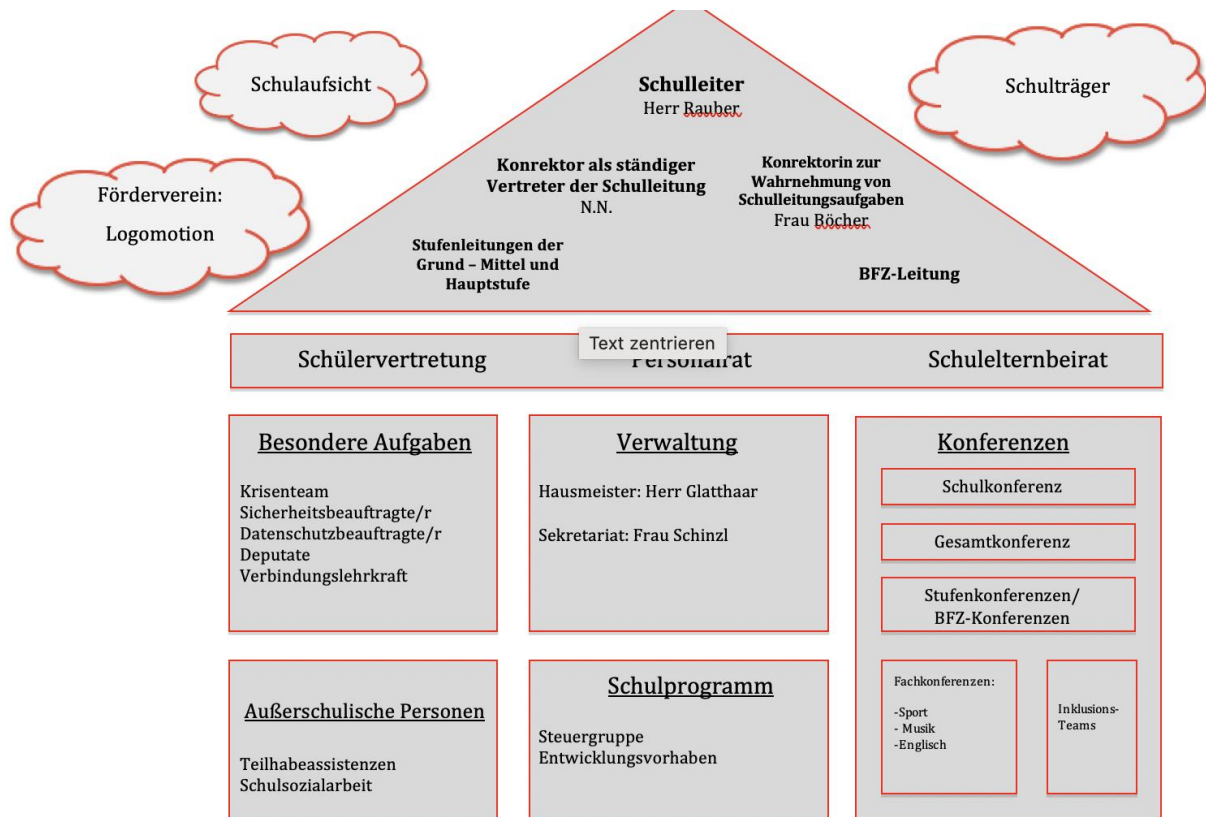 Schulaufsicht
Schulträger
Förderverein:
Logomotion
Schulleiter
Herr Rauber
Konrektor als ständiger
Vertreter der Schulleitung
N.N.
Konrektorin zur
Wahrnehmung von
Schulleitungsaufgaben
Frau Böcher
Stufenleitungen der
Grund – Mittel und
Hauptstufe
BFZ-Leitung
Text zentrieren
Schülervertretung
Personalrat
Schulelternbeirat
Besondere Aufgaben
Krisenteam
Sicherheitsbeauftragte/r
Datenschutzbeauftragte/r
Deputate
Verbindungslehrkraft
Verwaltung
Hausmeister: Herr Glatthaar
Sekretariat: Frau Schinzl
Konferenzen
Schulkonferenz
Gesamtkonferenz
Stufenkonferenzen/
BFZ-Konferenzen
Fachkonferenzen:
-Sport
- Musik
-Englisch
Inklusions-
Teams
Außerschulische Personen
Teilhabeassistenzen
Schulsozialarbeit
Schulprogramm
Steuergruppe
Entwicklungsvorhaben